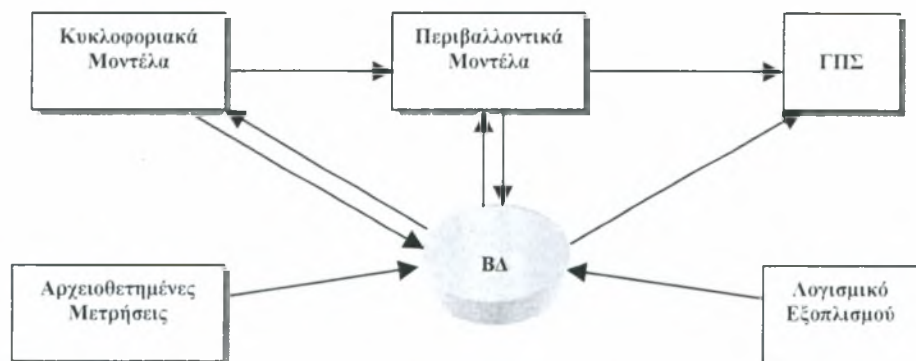 Κυκλοφοριακά
Μοντέλα
Περιβαλλοντικά
Μοντέλα
ΓΠΣ
ΒΔ
Αρχειοθετημένες
Μετρήσεις
Λογισμικό
Εξοπλισμού